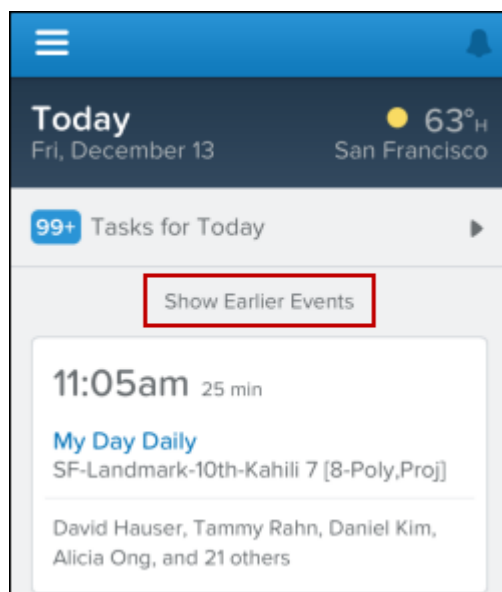 Today
63°H
Fri, December 13
San Francisco
99+ Tasks for Today
Show Earlier Events
11:05am 25 min
My Day Daily
SF-Landmark-10th-Kahili 7 [8-Poly,Proj]
David Hauser, Tammy Rahn, Daniel Kim,
Alicia Ong, and 21 others